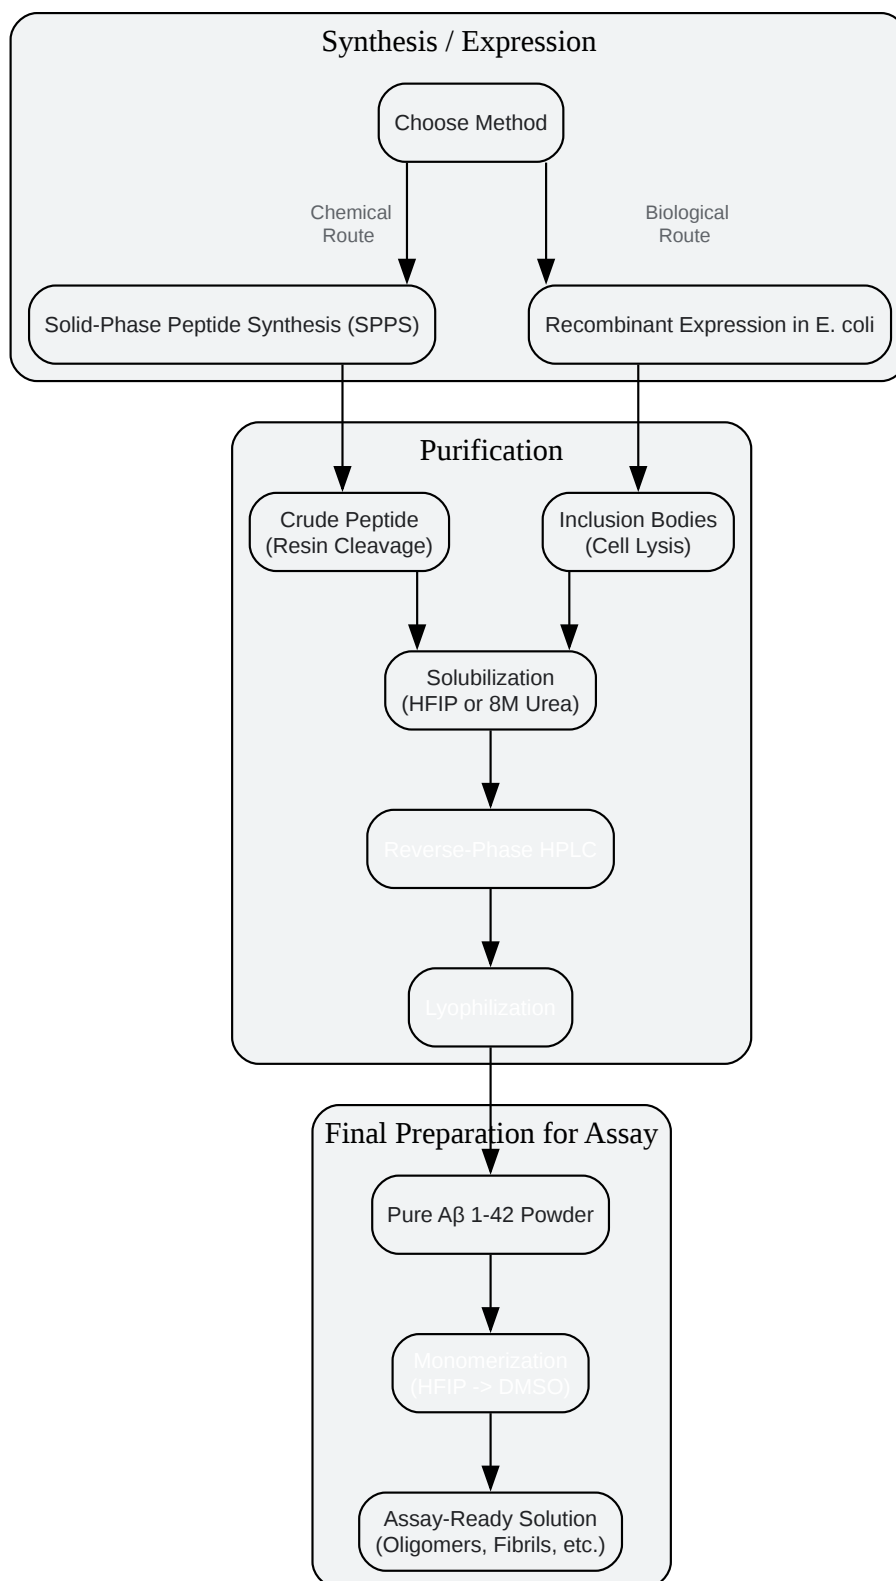 Synthesis / Expression
Choose Method
Chemical
Route
Biological
Route
Solid-Phase Peptide Synthesis (SPPS)
Recombinant Expression in E. coli
Purification
Crude Peptide
(Resin Cleavage)
Inclusion Bodies
(Cell Lysis)
Solubilization
(HFIP or 8M Urea)
Reverse-Phase HPLC
Lyophilization
Final Preparation for Assay
Pure Aβ 1-42 Powder
Monomerization
(HFIP -> DMSO)
Assay-Ready Solution
(Oligomers, Fibrils, etc.)